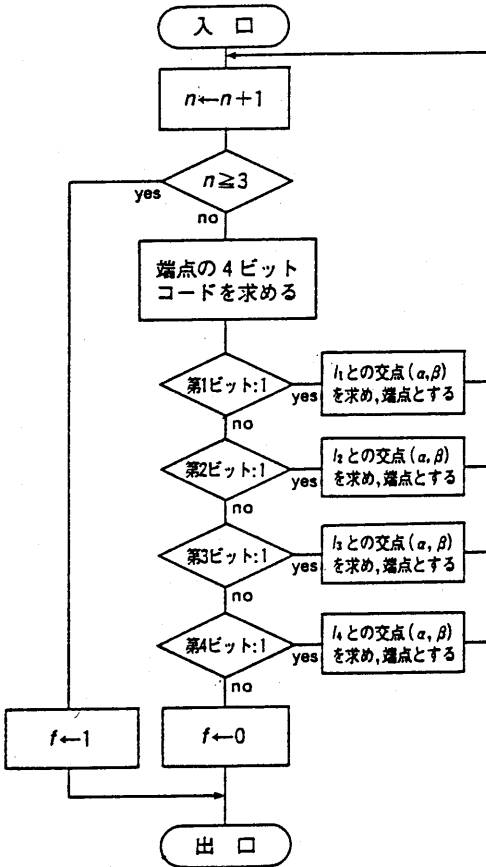 入口
n←n+1
n≧3
yes
no
端点の4ビット
コードを求める
第1ビット:1
yes
no
l₁との交点(α,β)
を求め,端点とする
第2ビット:1
yes
no
l₂との交点(α,β)
を求め,端点とする
第3ビット:1
yes
no
l₃との交点(α,β)
を求め,端点とする
第4ビット:1
yes
no
l₄との交点(α,β)
を求め,端点とする
f←1
f←0
出口